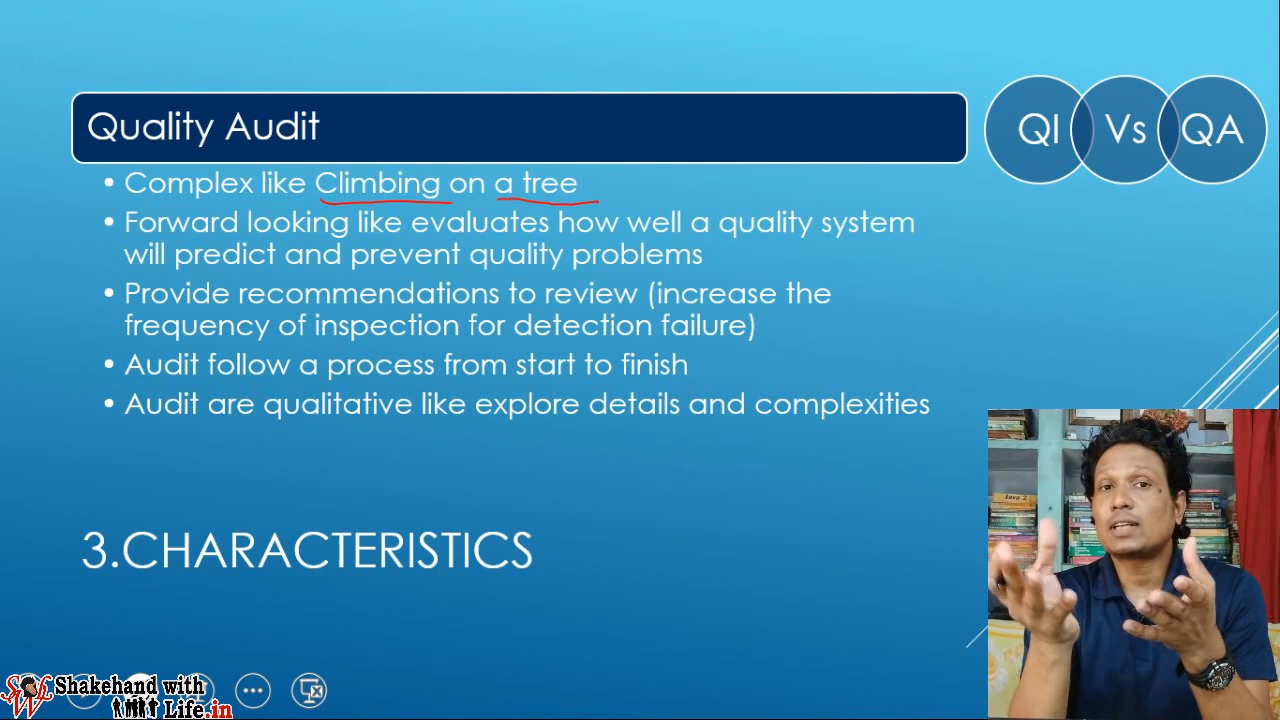 Quality Audit
QI Vs QA
• Complex like Climbing on a tree
• Forward looking like evaluates how well a quality system
will predict and prevent quality problems
• Provide recommendations to review (increase the
frequency of inspection for detection failure)
• Audit follow a process from start to finish
• Audit are qualitative like explore details and complexities
3.CHARACTERISTICS
Java 2
Shakehand with
Life.in